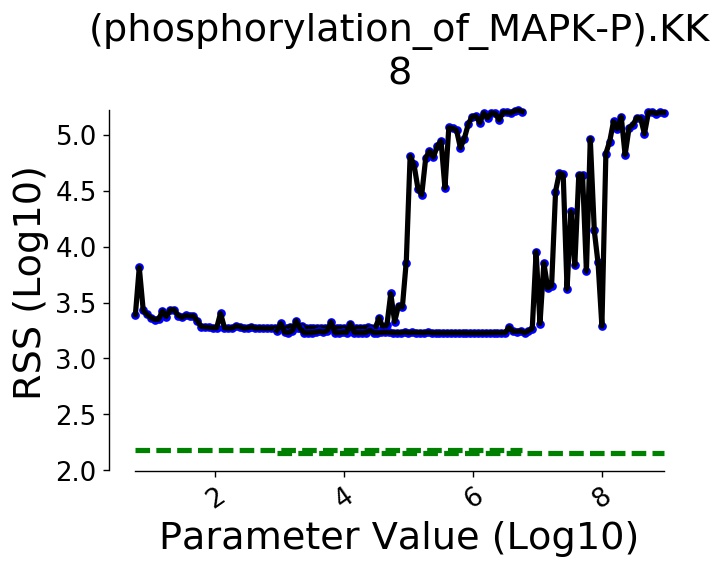 (phosphorylation_of_MAPK-P).KK
8
5.0
4.5
4.0
3.5
3.0
2.5
2.0
RSS (Log10)
2 4 6 8
Parameter Value (Log10)